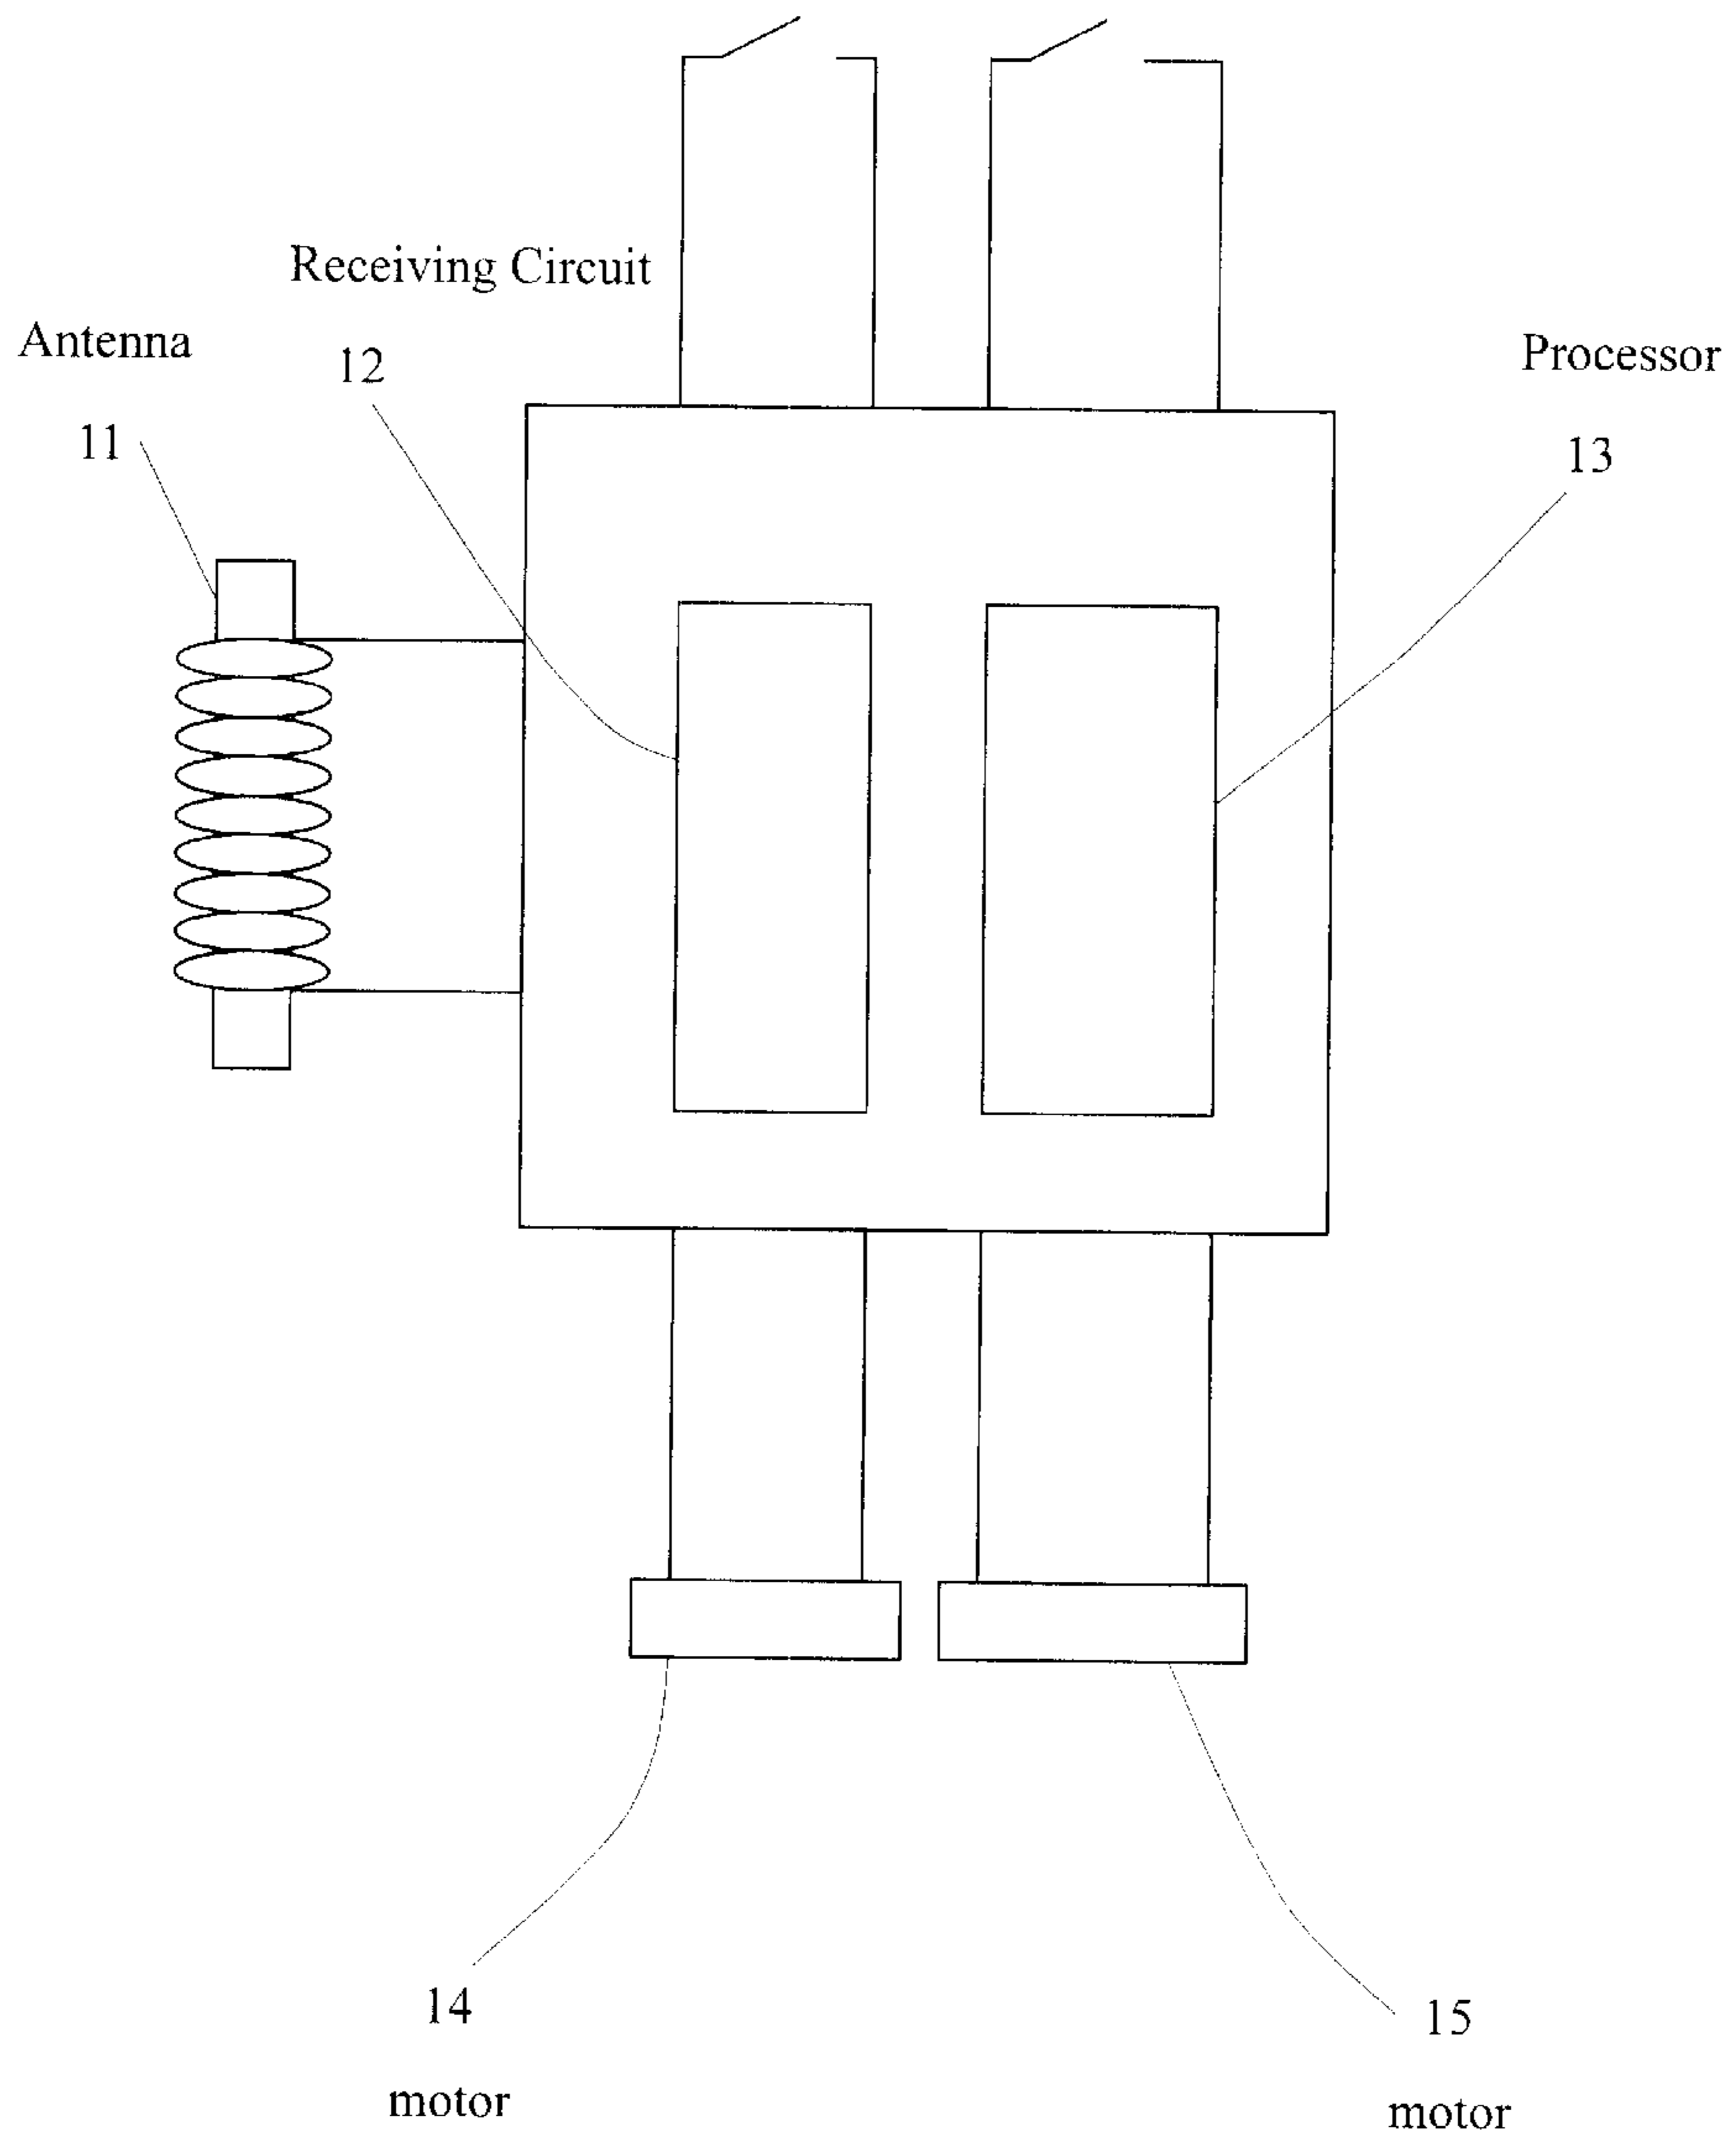 Receiving Circuit
Antenna
12
Processor
11
13
14
15
motor
motor